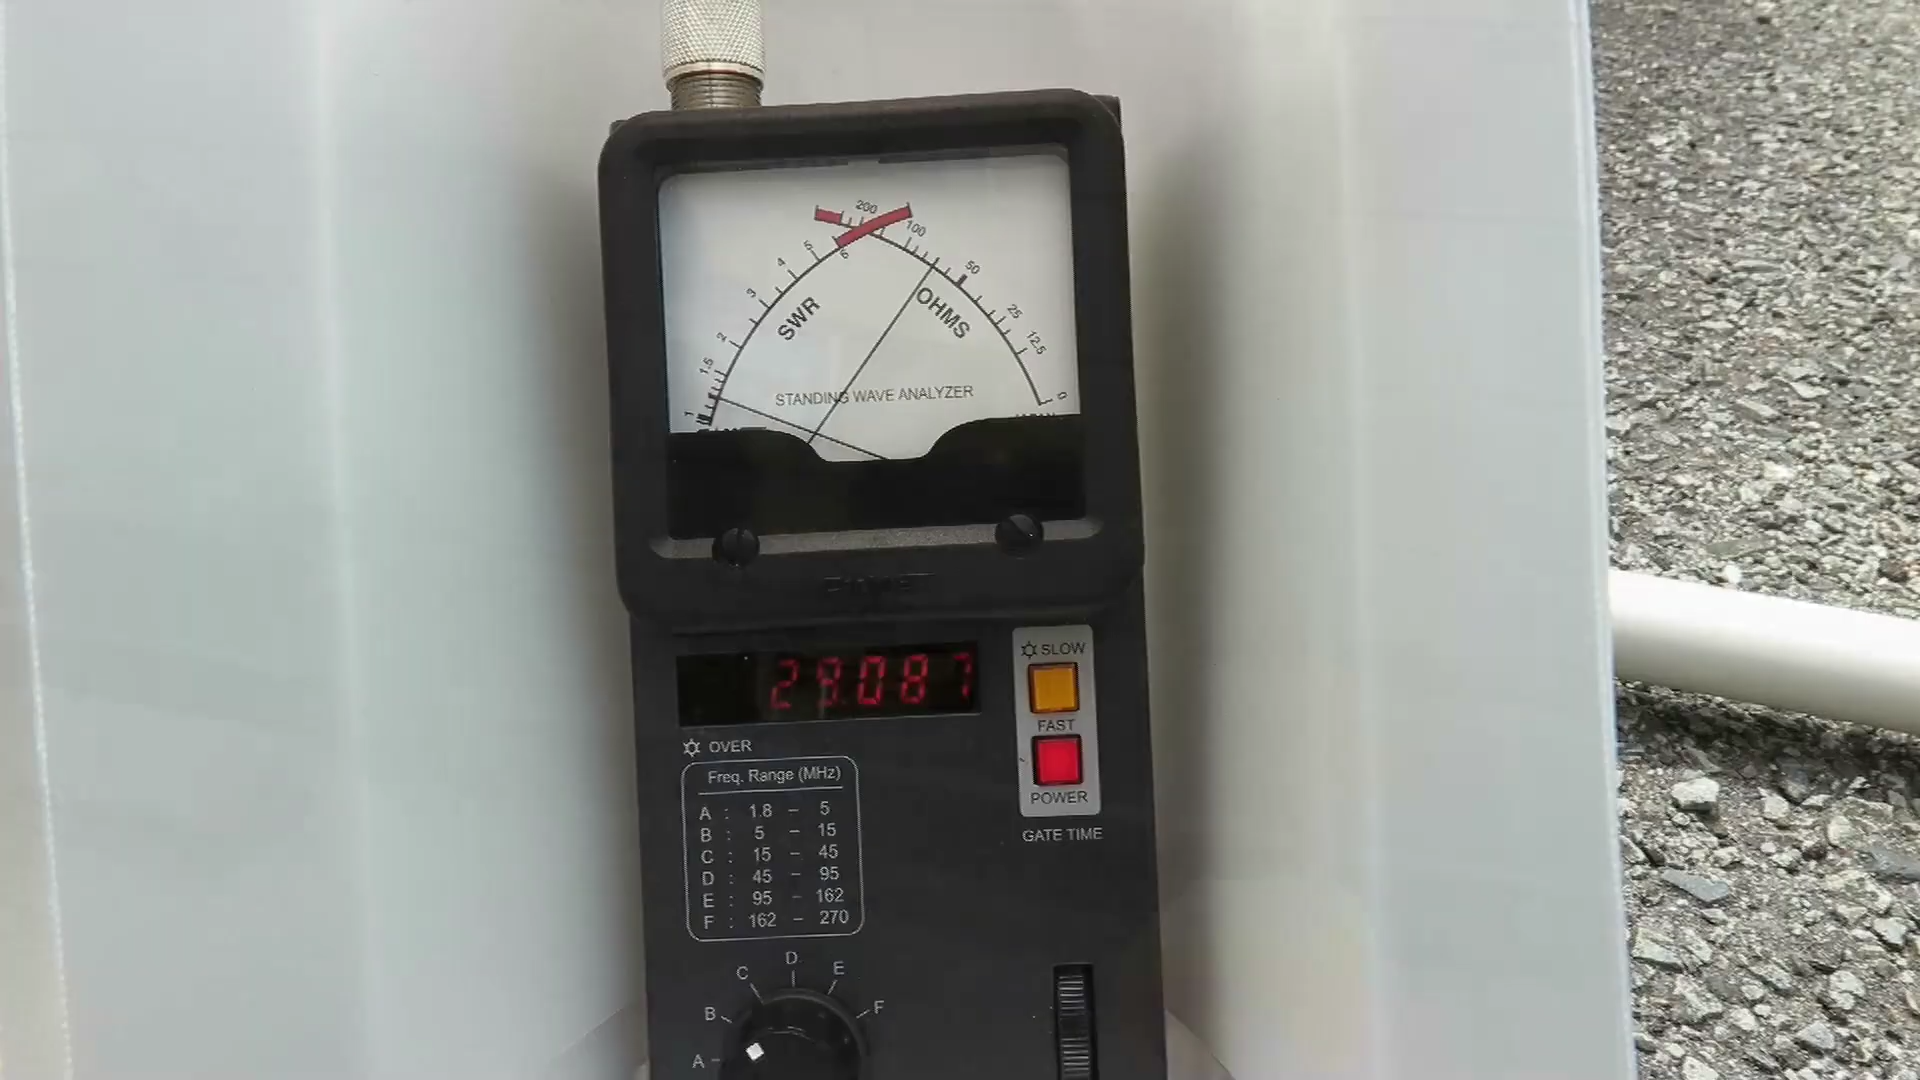 200
100
50
25
12.5
0
6
5
4
3
2
1.5
1
SWR
OHMS
STANDING WAVE ANALYZER
29.087
SLOW
FAST
POWER
GATE TIME
OVER
Freq. Range (MHz)
A : 1.8 – 5
B : 5 – 15
C : 15 – 45
D : 45 – 95
E : 95 – 162
F : 162 – 270
A
B
C
D
E
F